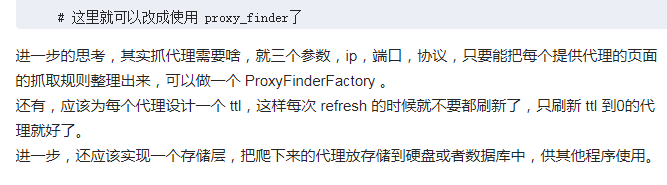 # 这里就可以改成使用 proxy_finder了
进一步的思考，其实抓代理需要啥，就三个参数，ip，端口，协议，只要能把每个提供代理的页面
的抓取规则整理出来，可以做一个 ProxyFinderFactory 。
还有，应该为每个代理设计一个 ttl，这样每次 refresh 的时候就不要都刷新了，只刷新 ttl 到0的代
理就好了。
进一步，还应该实现一个存储层，把爬下来的代理放存储到硬盘或者数据库中，供其他程序使用。